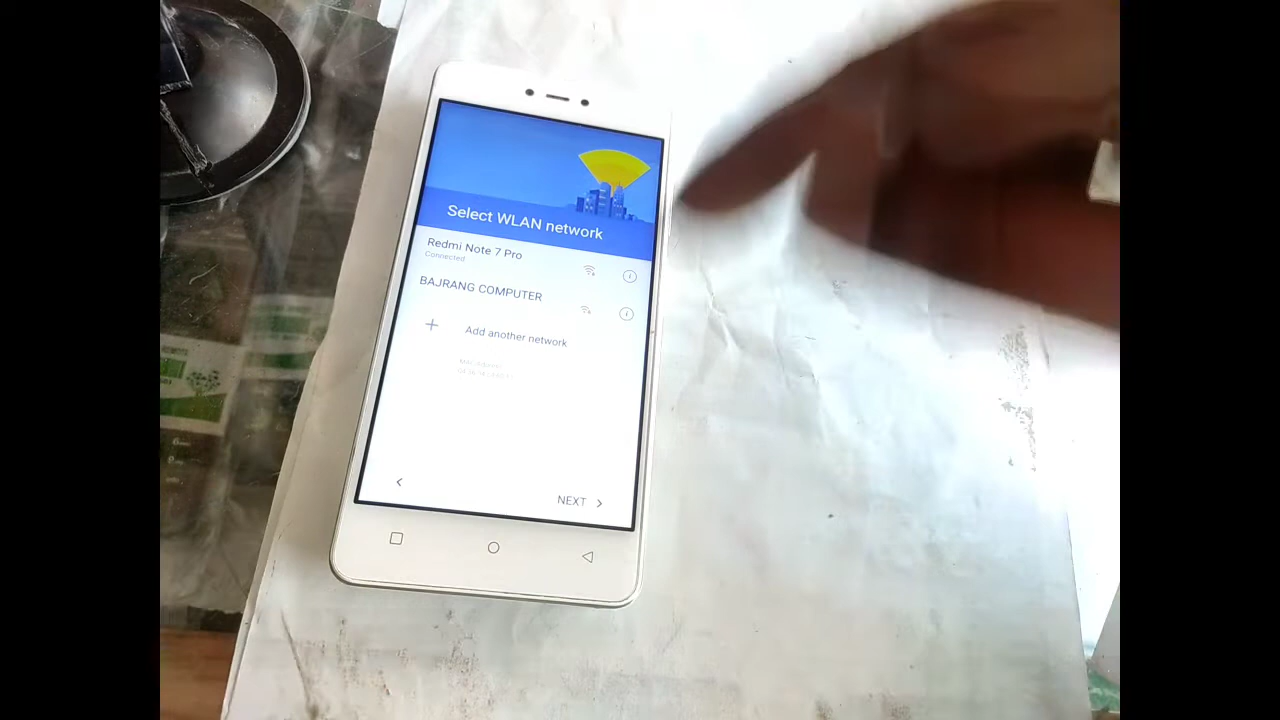 Select WLAN network
Redmi Note 7 Pro
Connected
BAJRANG COMPUTER
Add another network
NEXT